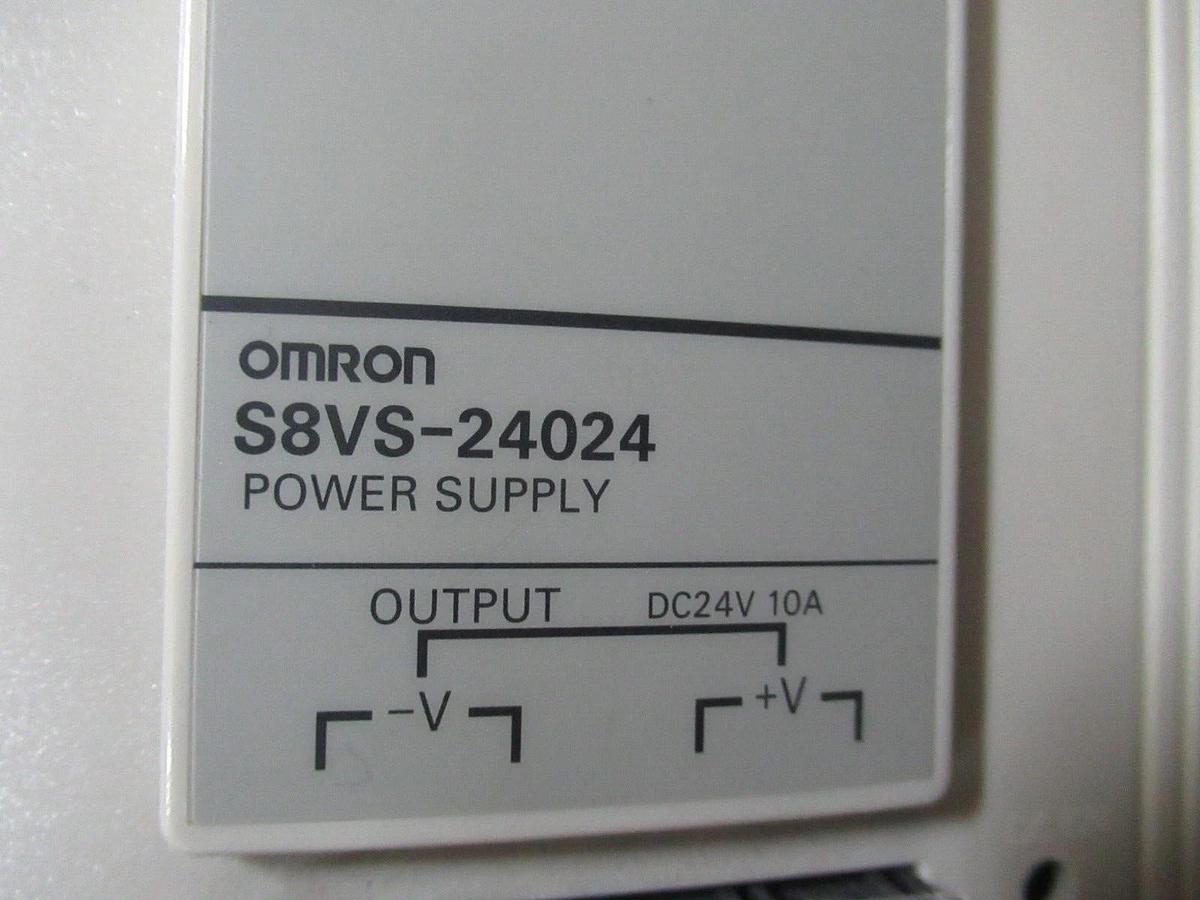 OMRON
S8VS-24024
POWER SUPPLY
OUTPUT DC24V 10A
-V +V